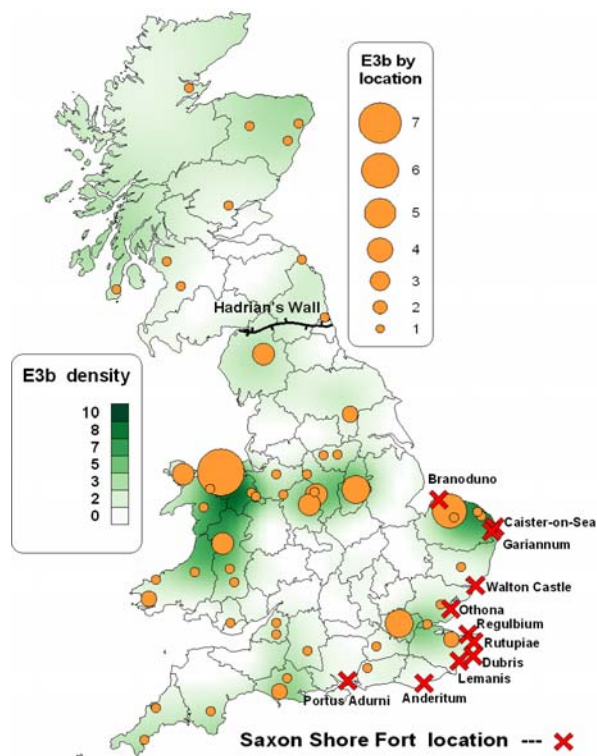 E3b by
location
7
6
5
4
3
2
1
Hadrian's Wall
E3b density
10
8
7
5
3
2
0
Branoduno
Caister-on-Sea
Gariannum
Walton Castle
Othona
Regulbium
Rutupiae
Dubris
Lemanis
Portus Adurni
Anderitum
Saxon Shore Fort location ---